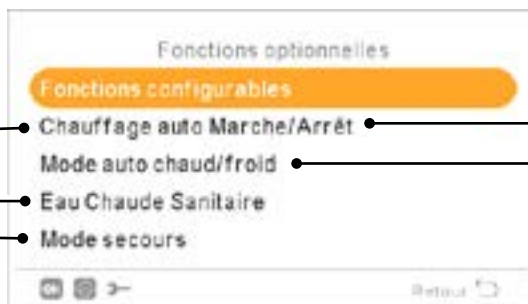 Fonctions optionnelles
Fonctions configurables
Chauffage auto Marche/Arrêt
Mode auto chaud/froid
Eau Chaude Sanitaire
Mode secours
Retour